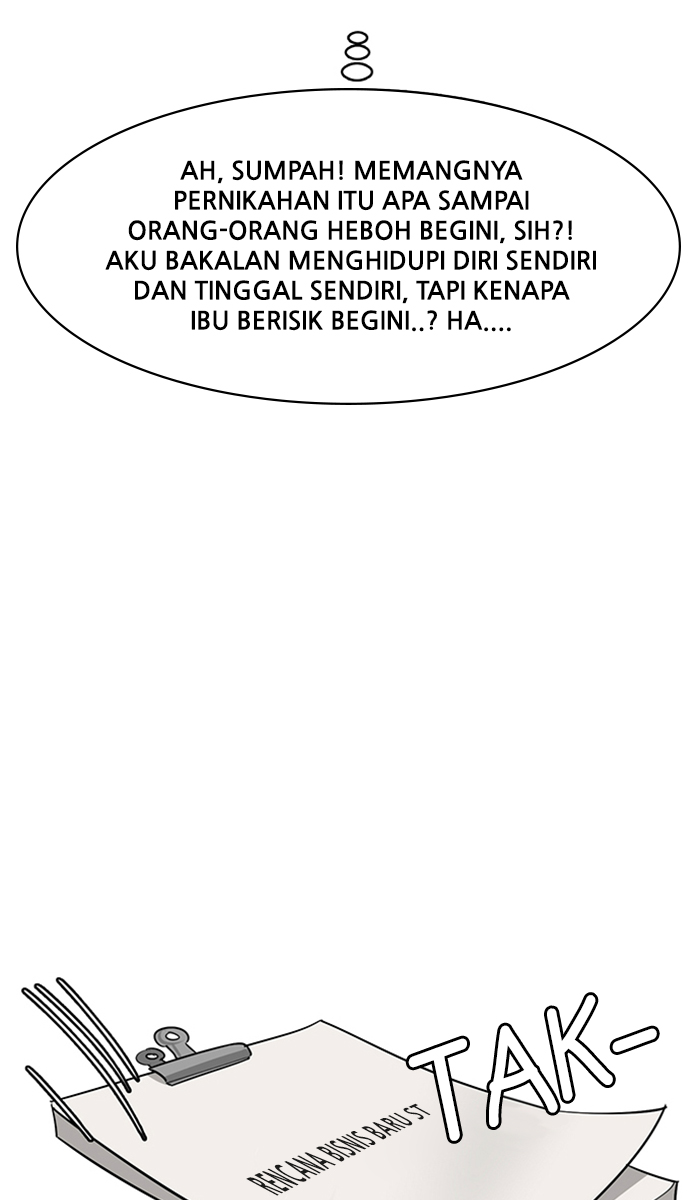 AH, SUMPAH! MEMANGNYA
PERNIKAHAN ITU APA SAMPAI
ORANG-ORANG HEBOH BEGINI, SIH?!
AKU BAKALAN MENGHIDUPI DIRI SENDIRI
DAN TINGGAL SENDIRI, TAPI KENAPA
IBU BERISIK BEGINI..? HA....
TAK-
RENCANA BISNIS BARU ST